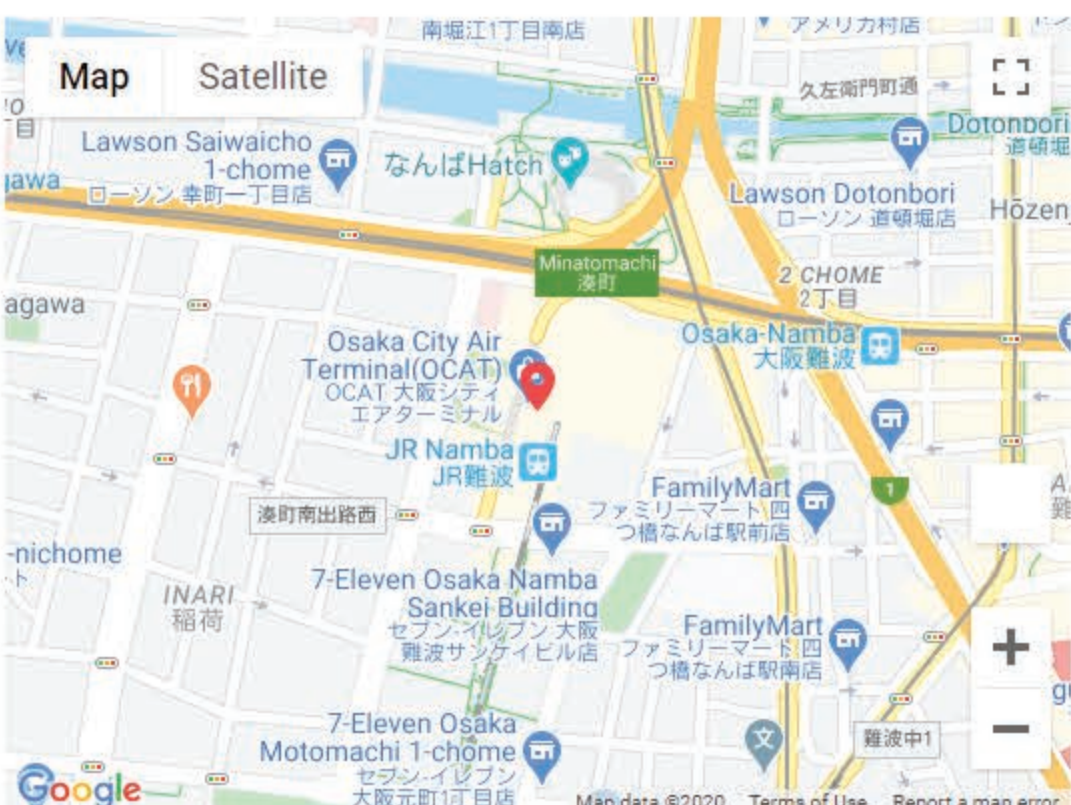 南堀江1丁目南店
アメリカ村店
Map
Satellite
久左衛門町通
Dotonbori
道頓堀
Lawson Saiwaicho
1-chome
ローソン 幸町一丁目店
なんばHatch
Lawson Dotonbori
ローソン 道頓堀店
Hōzen
gawa
Minatomachi
湊町
2 CHOME
2丁目
agawa
Osaka-Namba
大阪難波
Osaka City Air
Terminal(OCAT)
OCAT 大阪シティ
エアターミナル
JR Namba
JR難波
FamilyMart
ファミリーマート 四
つ橋なんば駅前店
1
湊町南出路西
-nichome
ト
INARI
稲荷
7-Eleven Osaka Namba
Sankei Building
セブン-イレブン 大阪
難波サンケイビル店
FamilyMart
ファミリーマート 四
つ橋なんば駅南店
7-Eleven Osaka
Motomachi 1-chome
セブン-イレブン
大阪元町1丁目店
文
難波中1
+
−
Google
Map data ©2020
Terms of Use
Report a map error